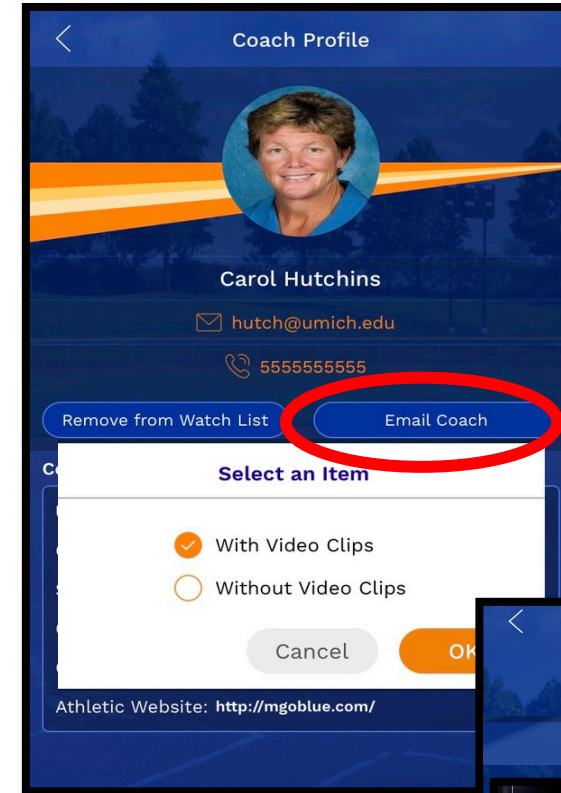 Coach Profile
Carol Hutchins
hutch@umich.edu
5555555555
Remove from Watch List Email Coach
Select an Item
With Video Clips
Without Video Clips
Cancel OK
Athletic Website: http://mgoblue.com/